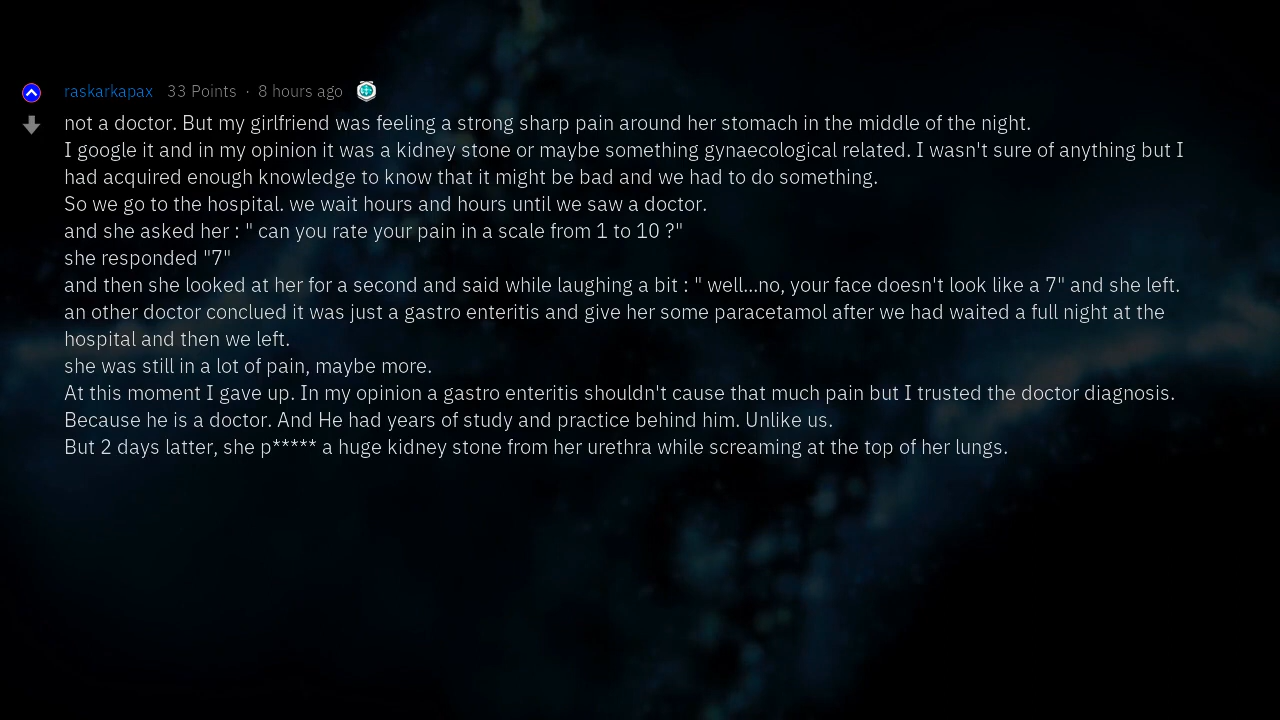 raskarkapax 33 Points · 8 hours ago
not a doctor. But my girlfriend was feeling a strong sharp pain around her stomach in the middle of the night.
I google it and in my opinion it was a kidney stone or maybe something gynaecological related. I wasn't sure of anything but I
had acquired enough knowledge to know that it might be bad and we had to do something.
So we go to the hospital. we wait hours and hours until we saw a doctor.
and she asked her : " can you rate your pain in a scale from 1 to 10 ?"
she responded "7"
and then she looked at her for a second and said while laughing a bit : " well...no, your face doesn't look like a 7" and she left.
an other doctor conclued it was just a gastro enteritis and give her some paracetamol after we had waited a full night at the
hospital and then we left.
she was still in a lot of pain, maybe more.
At this moment I gave up. In my opinion a gastro enteritis shouldn't cause that much pain but I trusted the doctor diagnosis.
Because he is a doctor. And He had years of study and practice behind him. Unlike us.
But 2 days latter, she p***** a huge kidney stone from her urethra while screaming at the top of her lungs.